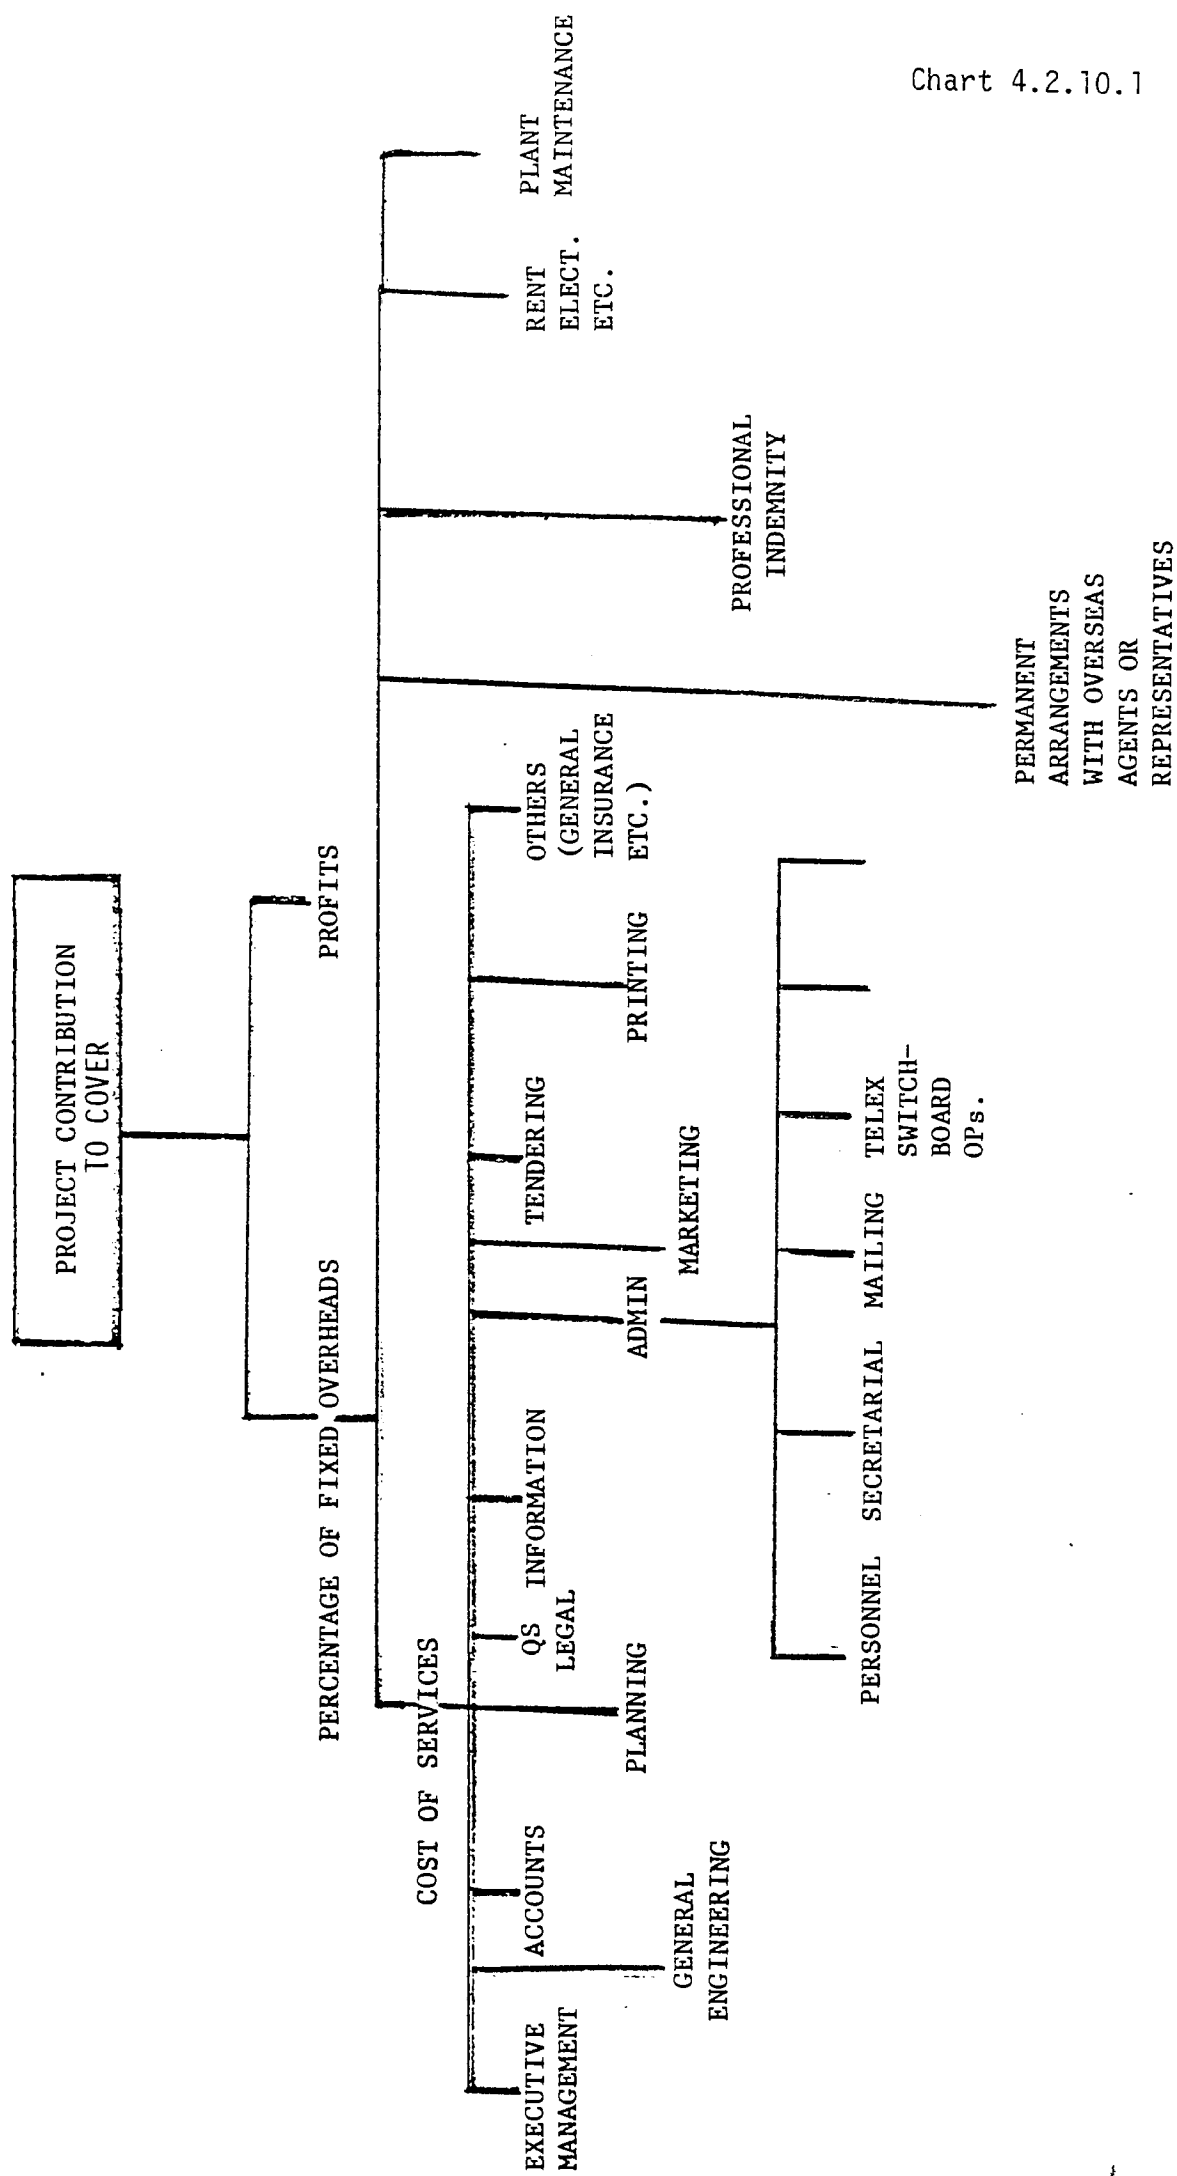 Chart 4.2.10.1
PROJECT CONTRIBUTION
TO COVER
PERCENTAGE OF FIXED OVERHEADS
PROFITS
COST OF SERVICES
EXECUTIVE
MANAGEMENT
GENERAL
ENGINEERING
ACCOUNTS
PLANNING
QS
LEGAL
INFORMATION
ADMIN
MARKETING
TENDERING
PRINTING
OTHERS
(GENERAL
INSURANCE
ETC.)
PERMANENT
ARRANGEMENTS
WITH OVERSEAS
AGENTS OR
REPRESENTATIVES
PROFESSIONAL
INDEMNITY
RENT
ELECT.
ETC.
PLANT
MAINTENANCE
PERSONNEL
SECRETARIAL
MAILING
TELEX
SWITCH-
BOARD
OPs.